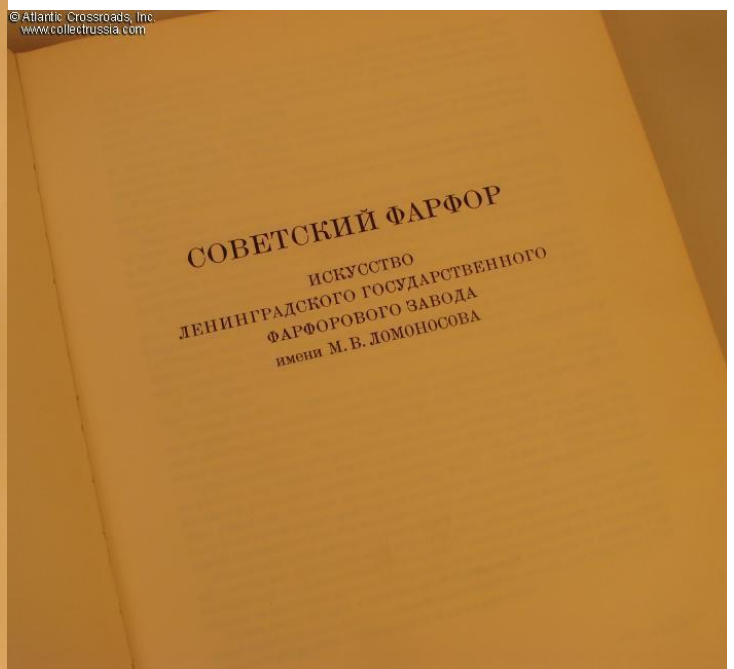 © Atlantic Crossroads, Inc.
www.collectrussia.com
СОВЕТСКИЙ ФАРФОР
ИСКУССТВО
ЛЕНИНГРАДСКОГО ГОСУДАРСТВЕННОГО
ФАРФОРОВОГО ЗАВОДА
имени М. В. ЛОМОНОСОВА